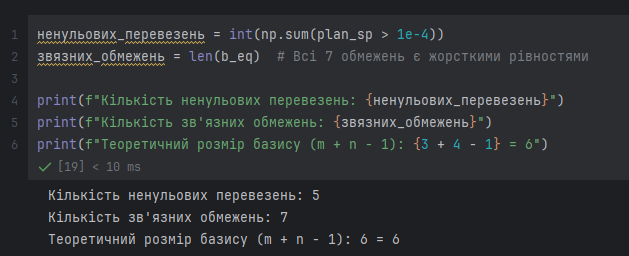 1 ненульових_перевезень = int(np.sum(plan_sp > 1e-4))
2 звязних_обмежень = len(b_eq)  # Всі 7 обмежень є жорсткими рівностями
3
4 print(f"Кількість ненульових перевезень: {ненульових_перевезень}")
5 print(f"Кількість зв'язних обмежень: {звязних_обмежень}")
6 print(f"Теоретичний розмір базису (m + n - 1): {3 + 4 - 1} = 6")
[19] < 10 ms
Кількість ненульових перевезень: 5
Кількість зв'язних обмежень: 7
Теоретичний розмір базису (m + n - 1): 6 = 6